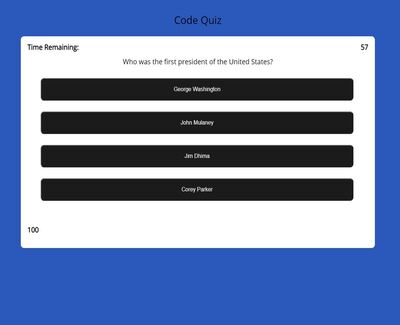 Code Quiz
Time Remaining: 57
Who was the first president of the United States?
George Washington
John Mulaney
Jim Dhima
Corey Parker
100